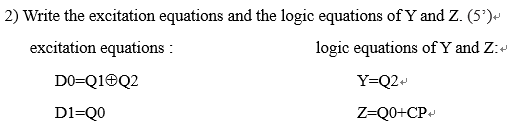 2) Write the excitation equations and the logic equations of Y and Z. (5’)↵
excitation equations : logic equations of Y and Z:↵
D0=Q1⊕Q2 Y=Q2↵
D1=Q0 Z=Q0+CP↵